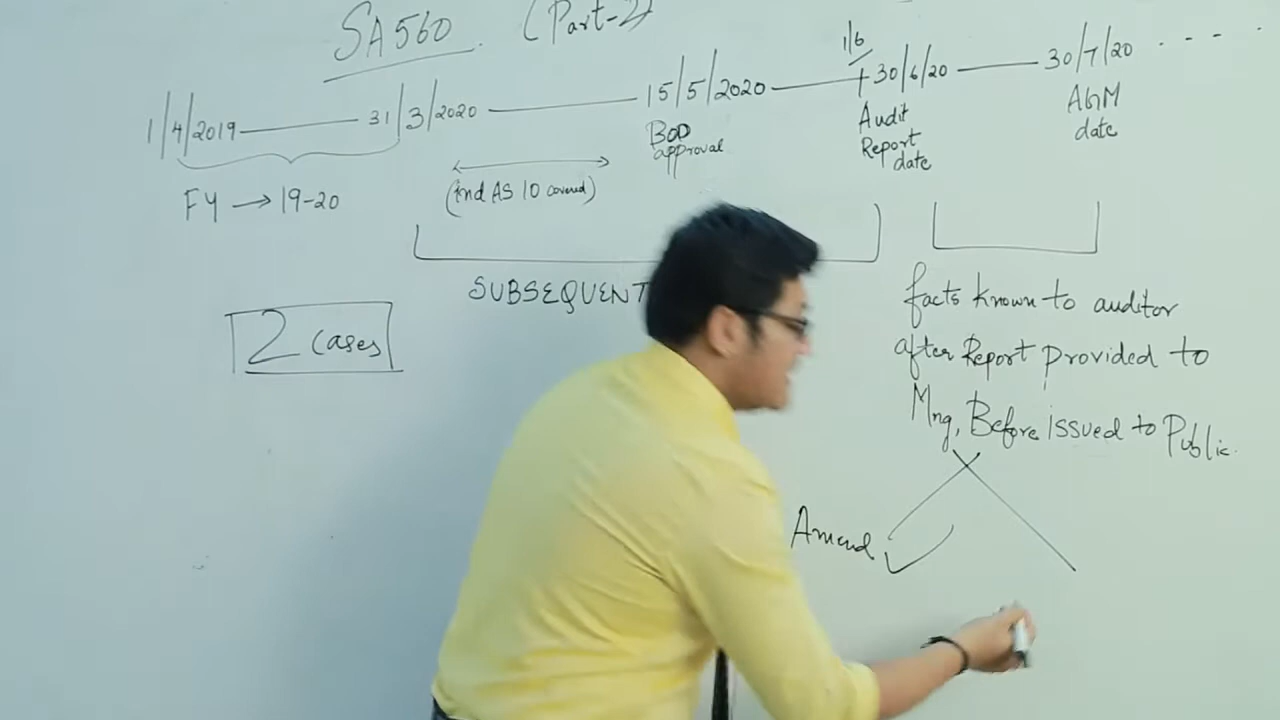 SA 560 (Part-2)
1/6
1/4/2019 31/3/2020 15/5/2020 30/6/20 30/7/20 - - - .
BOD approval
Audit Report date
AGM date
FY → 19-20
(Ind AS 10 covered)
SUBSEQUENT
2 cases
facts known to auditor
after Report provided to
Mng, Before issued to Public.
Amend